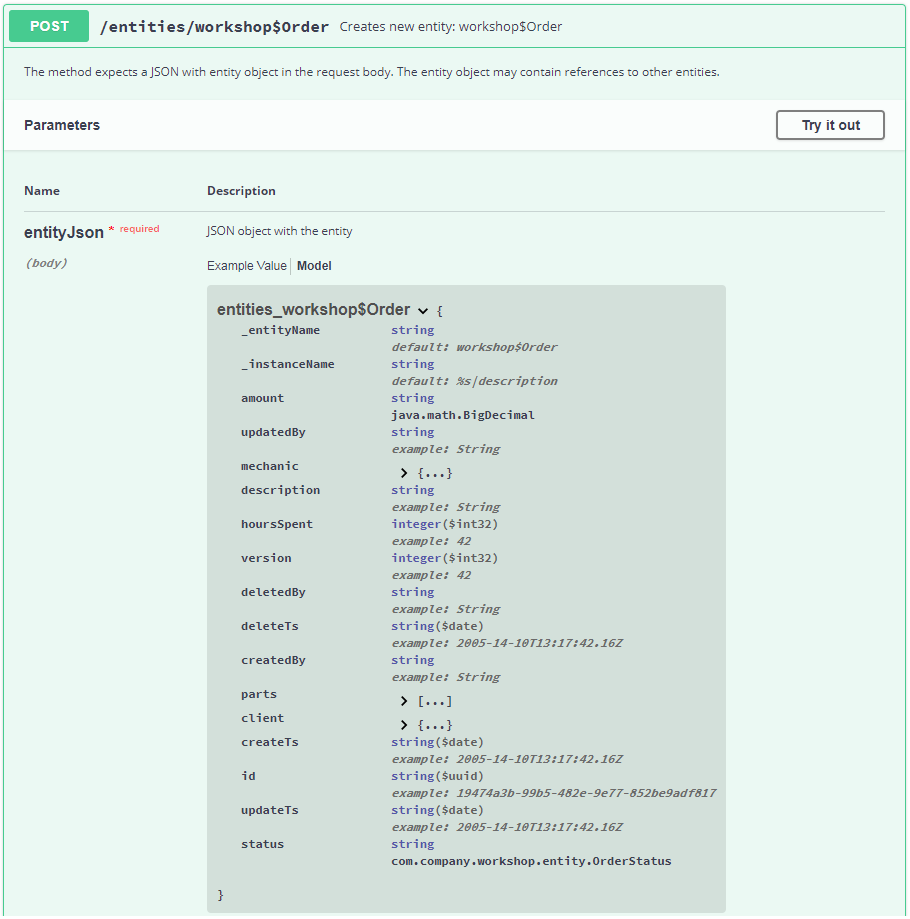 POST /entities/workshop$Order Creates new entity: workshop$Order
The method expects a JSON with entity object in the request body. The entity object may contain references to other entities.
Parameters Try it out
Name Description
entityJson * required JSON object with the entity
(body)
Example Value Model
entities_workshop$Order {
_entityName string
default: workshop$Order
_instanceName string
default: %s|description
amount string
java.math.BigDecimal
updatedBy string
example: String
mechanic {...}
description string
example: String
hoursSpent integer($int32)
example: 42
version integer($int32)
example: 42
deletedBy string
example: String
deleteTs string($date)
example: 2005-14-10T13:17:42.16Z
createdBy string
example: String
parts [...]
client {...}
createTs string($date)
example: 2005-14-10T13:17:42.16Z
id string($uuid)
example: 19474a3b-99b5-482e-9e77-852be9adf817
updateTs string($date)
example: 2005-14-10T13:17:42.16Z
status string
com.company.workshop.entity.OrderStatus
}